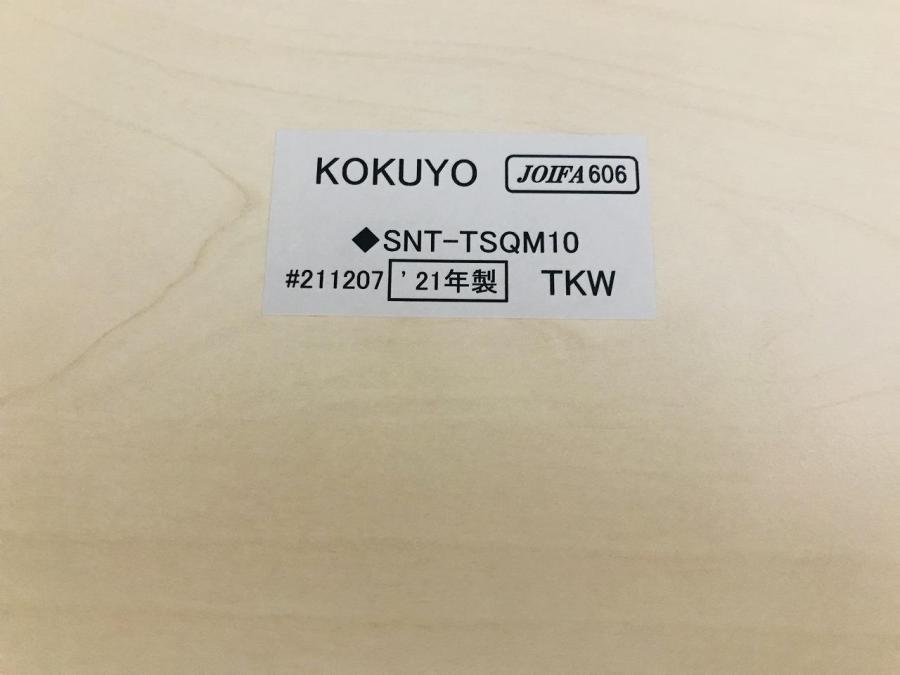 KOKUYO JOIFA606
◆SNT-TSQM10
#211207 '21年製 TKW